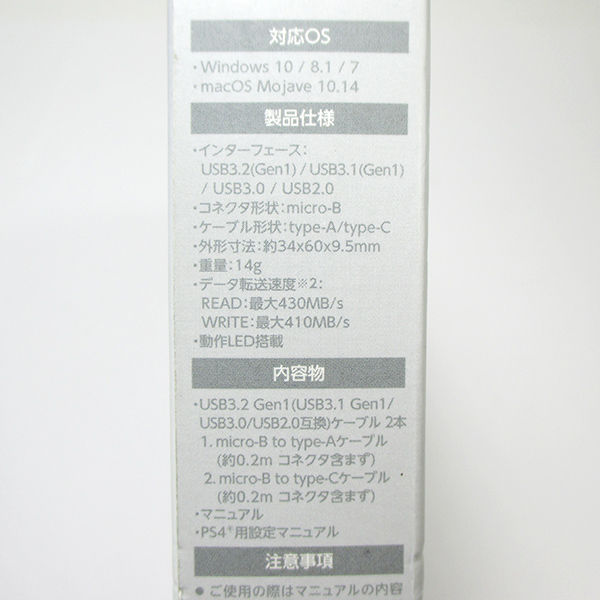 対応OS
・Windows 10 / 8.1 / 7
・macOS Mojave 10.14
製品仕様
・インターフェース：
USB3.2(Gen1) / USB3.1(Gen1)
/ USB3.0 / USB2.0
・コネクタ形状：micro-B
・ケーブル形状：type-A/type-C
・外形寸法：約34x60x9.5mm
・重量：14g
・データ転送速度※2：
READ：最大430MB/s
WRITE：最大410MB/s
・動作LED搭載
内容物
・USB3.2 Gen1(USB3.1 Gen1/
USB3.0/USB2.0互換)ケーブル 2本
1. micro-B to type-Aケーブル
(約0.2m コネクタ含まず)
2. micro-B to type-Cケーブル
(約0.2m コネクタ含まず)
・マニュアル
・PS4®用設定マニュアル
注意事項
● ご使用の際はマニュアルの内容